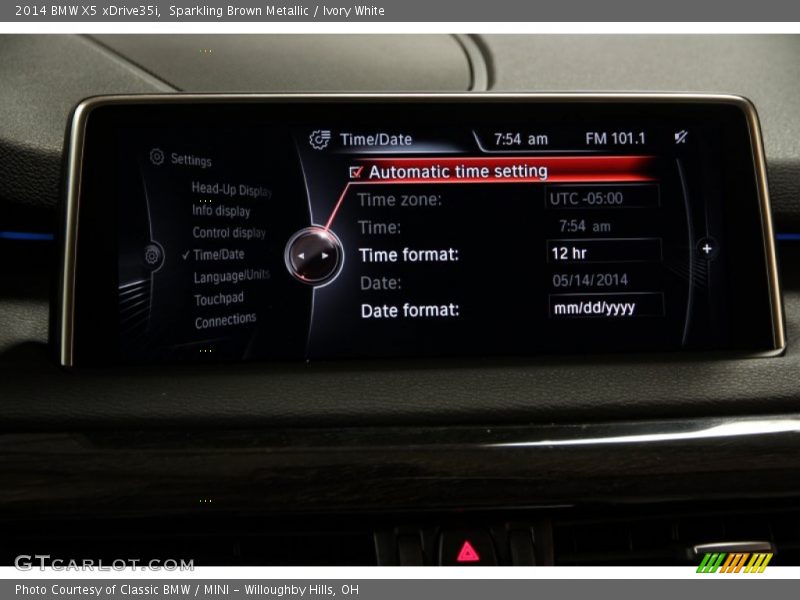 2014 BMW X5 xDrive35i, Sparkling Brown Metallic / Ivory White
Time/Date
7:54 am
FM 101.1
Settings
Head-Up Display
Info display
Control display
Time/Date
Language/Units
Touchpad
Connections
Automatic time setting
Time zone: UTC -05:00
Time: 7:54 am
Time format: 12 hr
Date: 05/14/2014
Date format: mm/dd/yyyy
GTCARLOT.COM
Photo Courtesy of Classic BMW / MINI - Willoughby Hills, OH